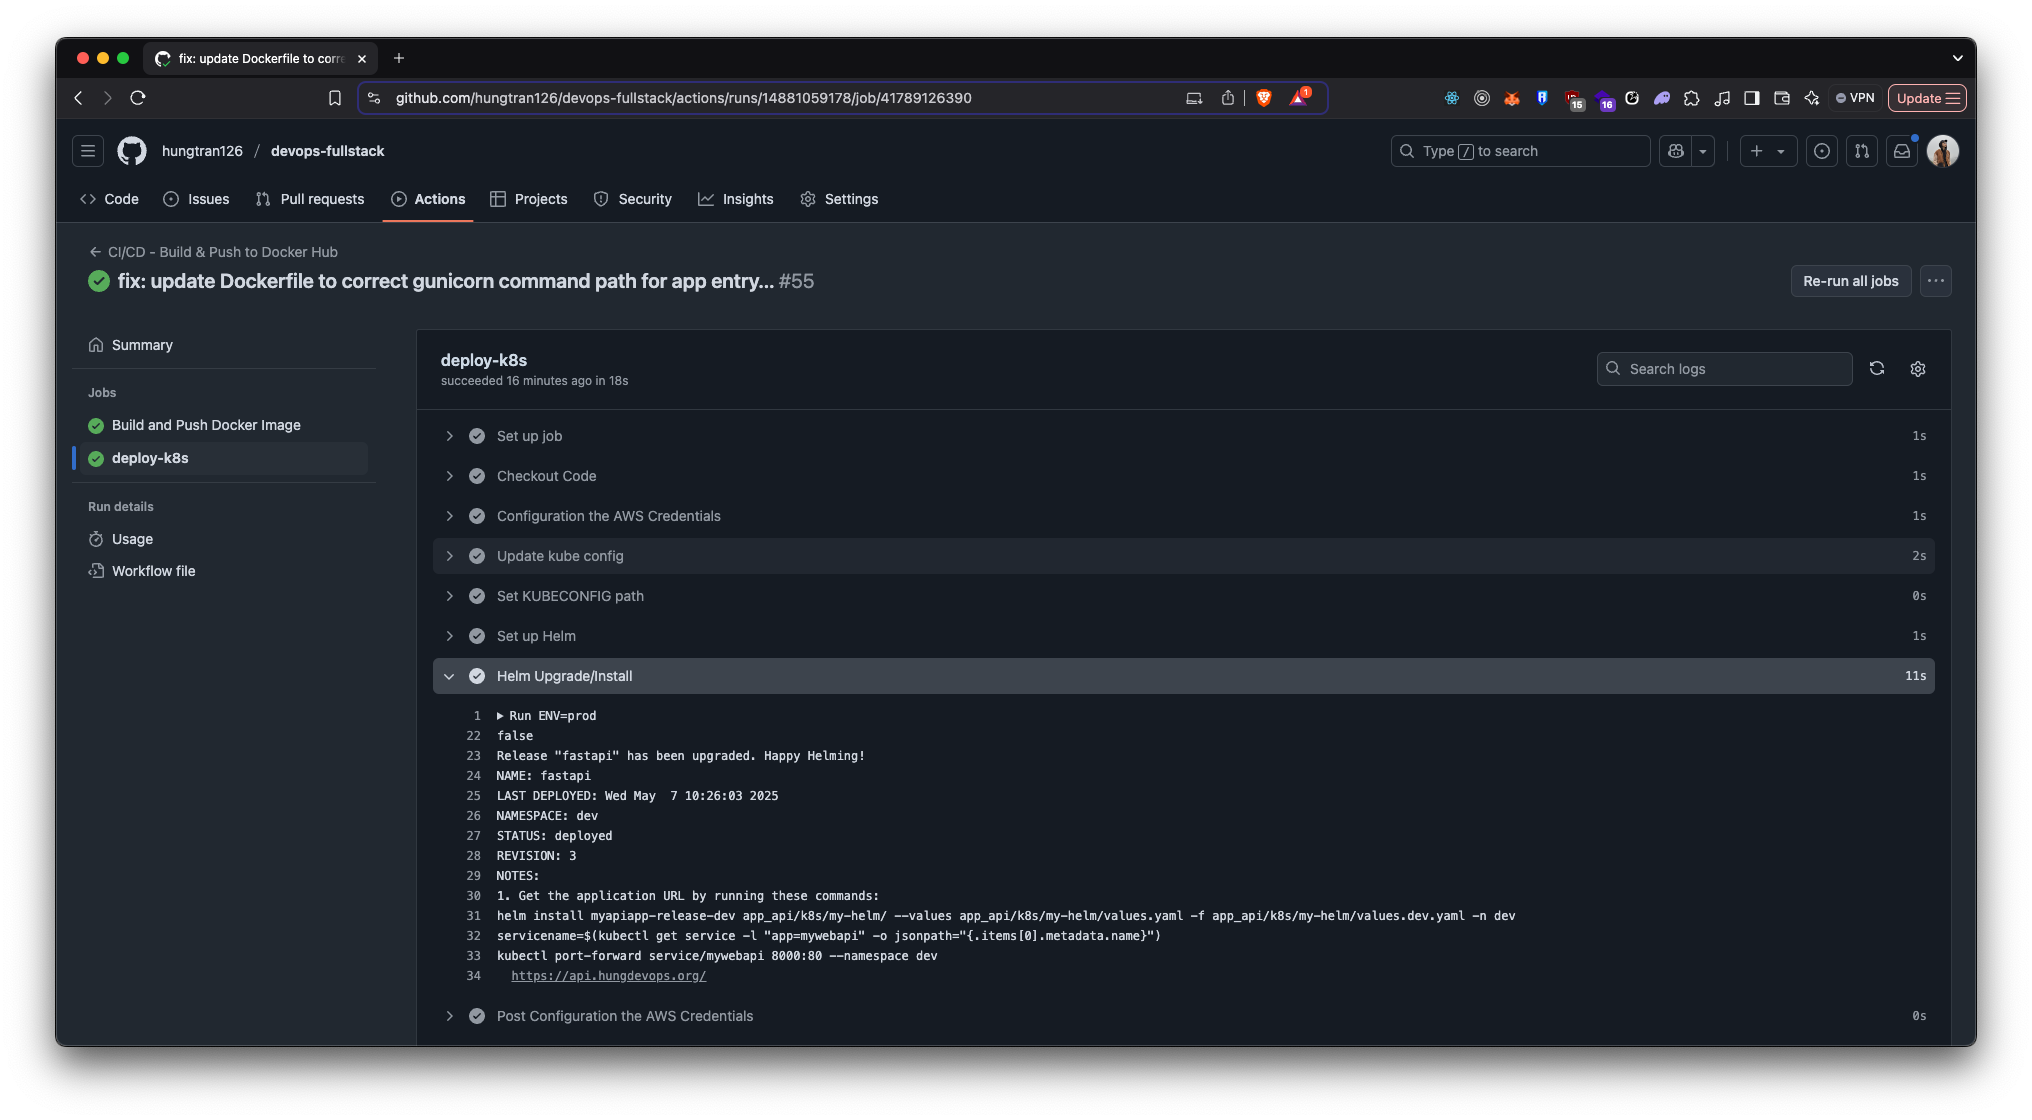 fix: update Dockerfile to corre
github.com/hungtran126/devops-fullstack/actions/runs/14881059178/job/41789126390
1
15
16
VPN
Update
hungtran126 / devops-fullstack
Type / to search
Code
Issues
Pull requests
Actions
Projects
Security
Insights
Settings
CI/CD - Build & Push to Docker Hub
fix: update Dockerfile to correct gunicorn command path for app entry... #55
Re-run all jobs
Summary
Jobs
Build and Push Docker Image
deploy-k8s
Run details
Usage
Workflow file
deploy-k8s
succeeded 16 minutes ago in 18s
Search logs
Set up job 1s
Checkout Code 1s
Configuration the AWS Credentials 1s
Update kube config 2s
Set KUBECONFIG path 0s
Set up Helm 1s
Helm Upgrade/Install 11s
1 Run ENV=prod
22 false
23 Release "fastapi" has been upgraded. Happy Helming!
24 NAME: fastapi
25 LAST DEPLOYED: Wed May  7 10:26:03 2025
26 NAMESPACE: dev
27 STATUS: deployed
28 REVISION: 3
29 NOTES:
30 1. Get the application URL by running these commands:
31 helm install myapiapp-release-dev app_api/k8s/my-helm/ --values app_api/k8s/my-helm/values.yaml -f app_api/k8s/my-helm/values.dev.yaml -n dev
32 servicename=$(kubectl get service -l "app=mywebapi" -o jsonpath="{.items[0].metadata.name}")
33 kubectl port-forward service/mywebapi 8000:80 --namespace dev
34 https://api.hungdevops.org/
Post Configuration the AWS Credentials 0s